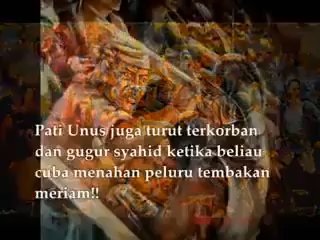 Pati Unus juga turut terkorban
dan gugur syahid ketika beliau
cuba menahan peluru tembakan
meriam!!